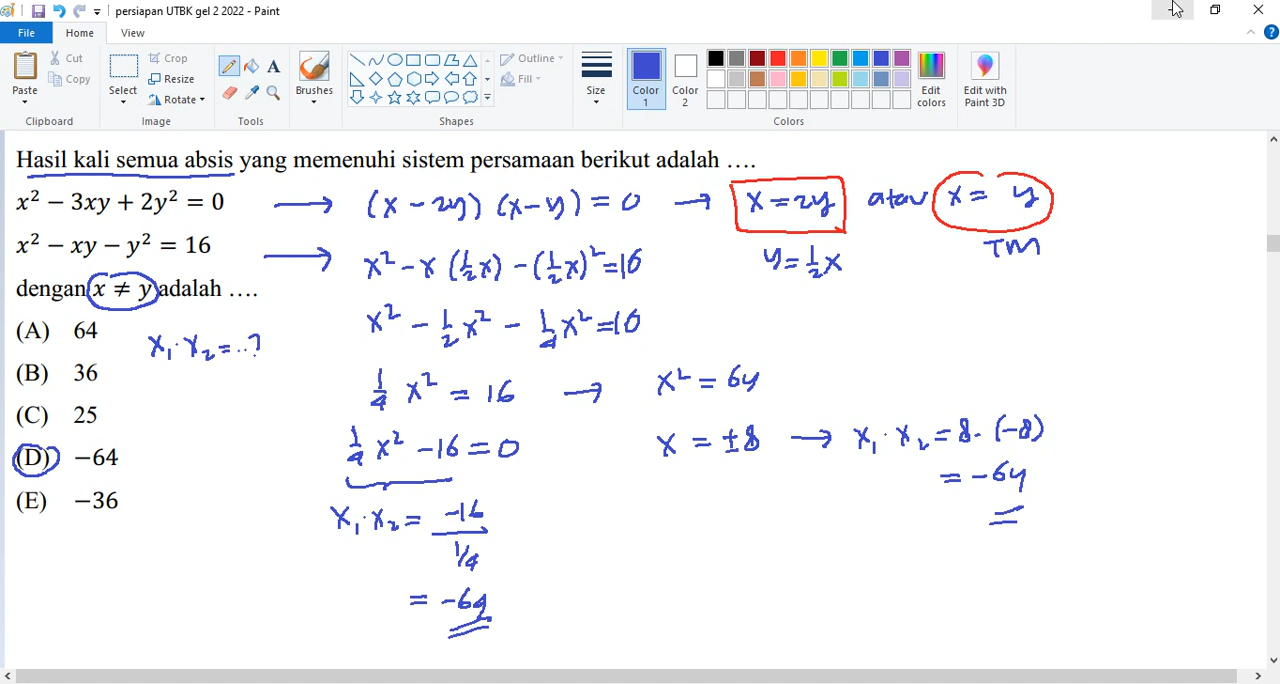 persiapan UTBK gel 2 2022 - Paint
File Home View
Paste
Cut
Copy
Clipboard
Select
Crop
Resize
Rotate
Image
A
Tools
Brushes
Outline
Fill
Shapes
Size
Color 1
Color 2
Edit colors
Edit with Paint 3D
Colors
Hasil kali semua absis yang memenuhi sistem persamaan berikut adalah ….
x² − 3xy + 2y² = 0 → (x − 2y) (x − y) = 0 → x = 2y atau x = y
x² − xy − y² = 16 → x² − x (½x) − (½x)² = 16 y = ½x TM
dengan x ≠ y adalah ….
x² − ½x² − ¼x² = 16
(A) 64 x₁·x₂ = ..?
(B) 36
¼ x² = 16 → x² = 64
(C) 25
¼ x² − 16 = 0 x = ±8 → x₁·x₂ = 8·(−8)
(D) −64 = −64
(E) −36
x₁·x₂ = −16 / ¼
= −64